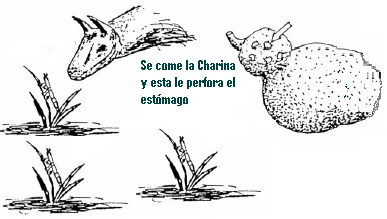 Se come la Charina
y esta le perfora el
estómago